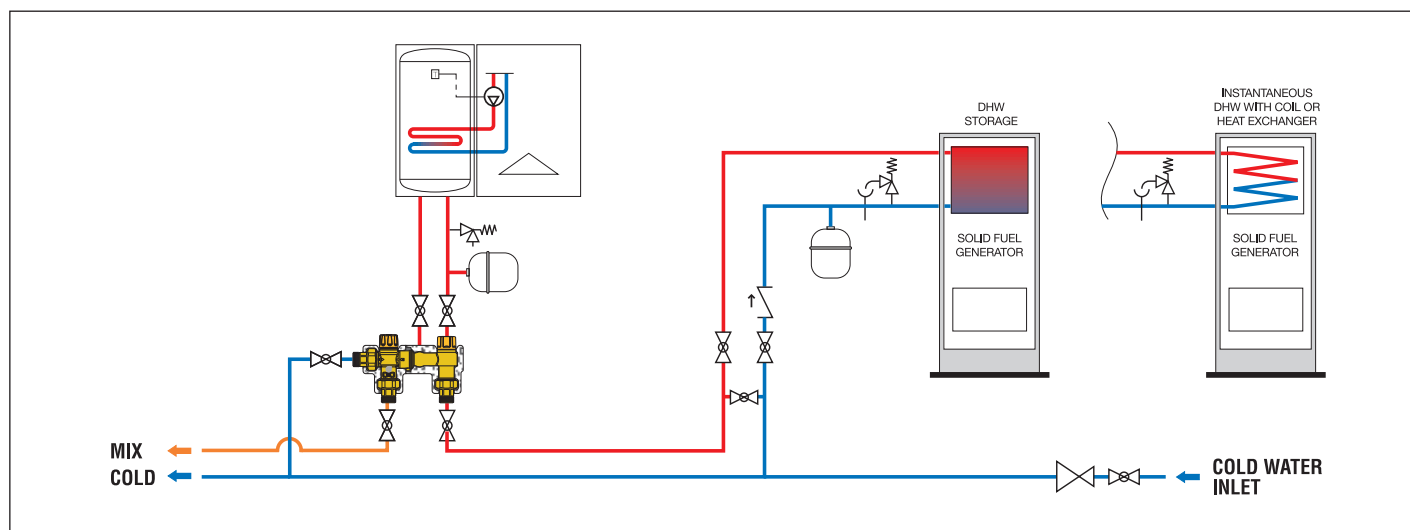 DHW
STORAGE
INSTANTANEOUS
DHW WITH COIL OR
HEAT EXCHANGER
SOLID FUEL
GENERATOR
SOLID FUEL
GENERATOR
MIX
COLD
COLD WATER
INLET